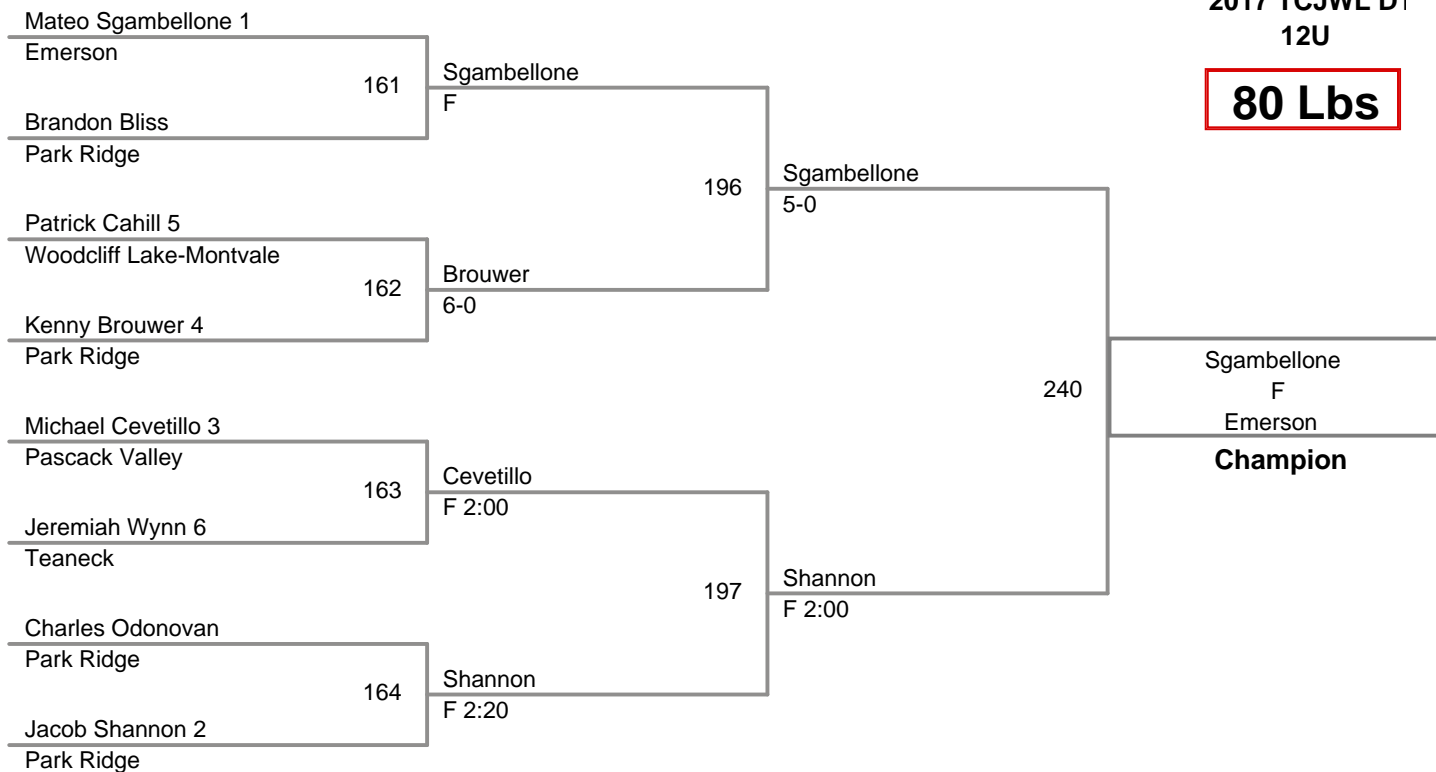 2017 TCJWL D1
12U
80 Lbs
Mateo Sgambellone 1
Emerson
161
Brandon Bliss
Park Ridge
Patrick Cahill 5
Woodcliff Lake-Montvale
162
Kenny Brouwer 4
Park Ridge
Michael Cevetillo 3
Pascack Valley
163
Jeremiah Wynn 6
Teaneck
Charles Odonovan
Park Ridge
164
Jacob Shannon 2
Park Ridge
Sgambellone
F
196
Brouwer
6-0
Cevetillo
F 2:00
197
Shannon
F 2:20
Sgambellone
5-0
240
Shannon
F 2:00
Sgambellone
F
Emerson
Champion